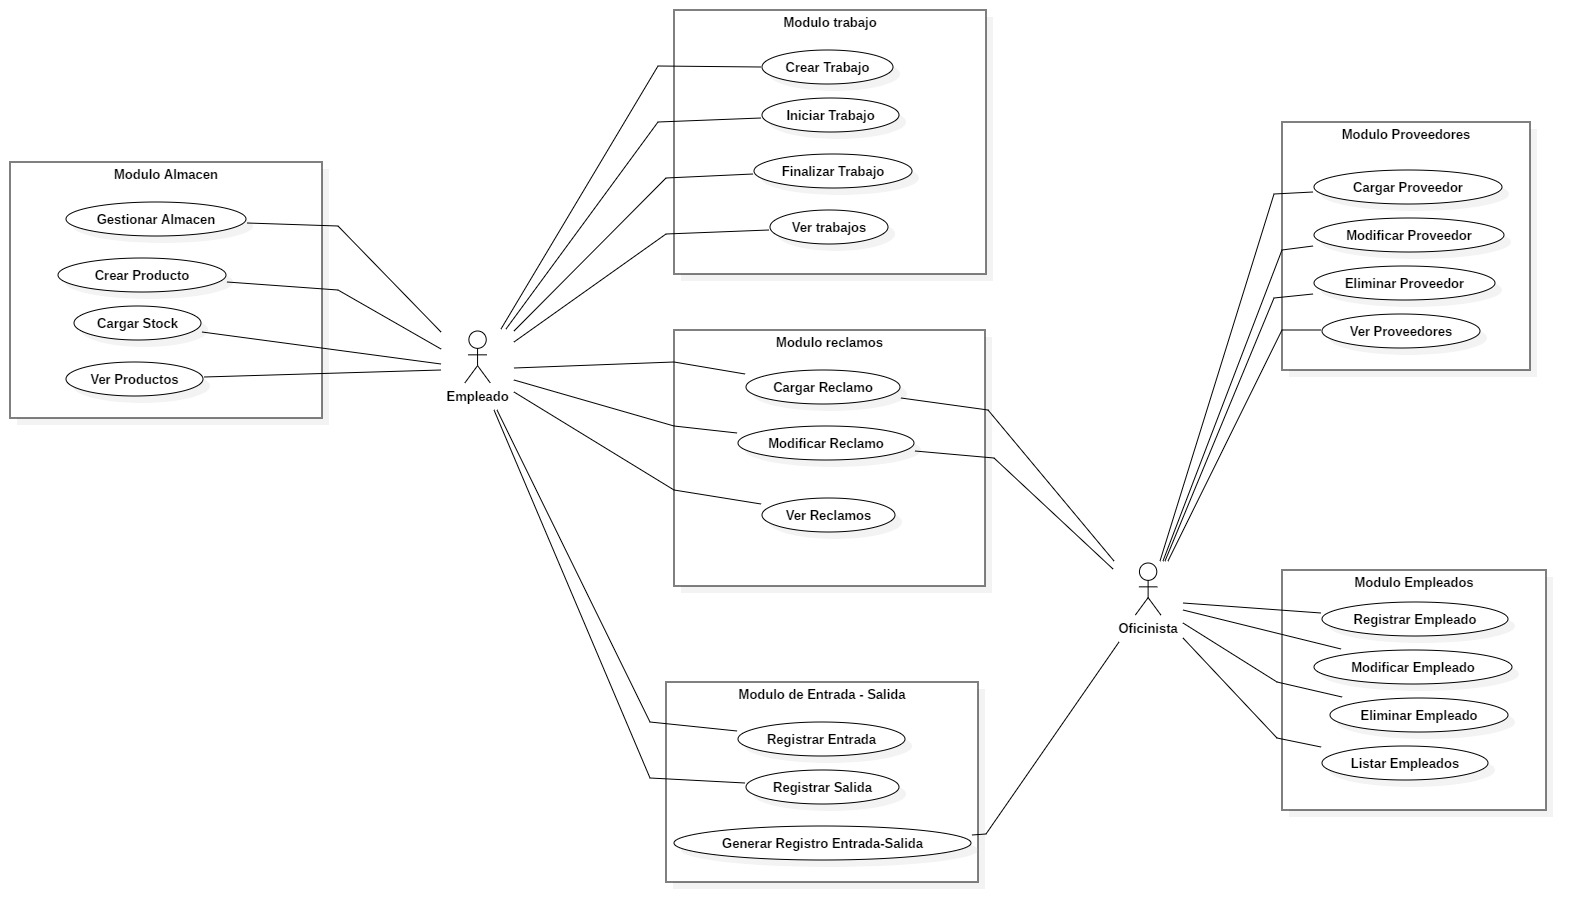 Modulo trabajo
Crear Trabajo
Iniciar Trabajo
Finalizar Trabajo
Ver trabajos
Modulo Almacen
Gestionar Almacen
Crear Producto
Cargar Stock
Ver Productos
Empleado
Modulo reclamos
Cargar Reclamo
Modificar Reclamo
Ver Reclamos
Modulo de Entrada - Salida
Registrar Entrada
Registrar Salida
Generar Registro Entrada-Salida
Oficinista
Modulo Proveedores
Cargar Proveedor
Modificar Proveedor
Eliminar Proveedor
Ver Proveedores
Modulo Empleados
Registrar Empleado
Modificar Empleado
Eliminar Empleado
Listar Empleados